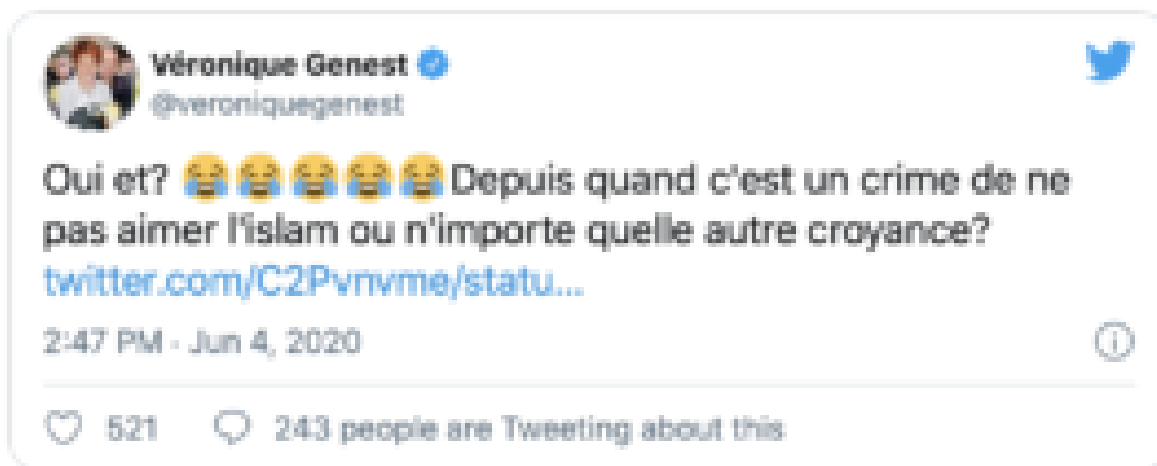 Véronique Genest
@veroniquegenest
Oui et? 😂😂😂😂😂Depuis quand c'est un crime de ne
pas aimer l'islam ou n'importe quelle autre croyance?
twitter.com/C2Pvnvme/statu...
2:47 PM · Jun 4, 2020
521 243 people are Tweeting about this